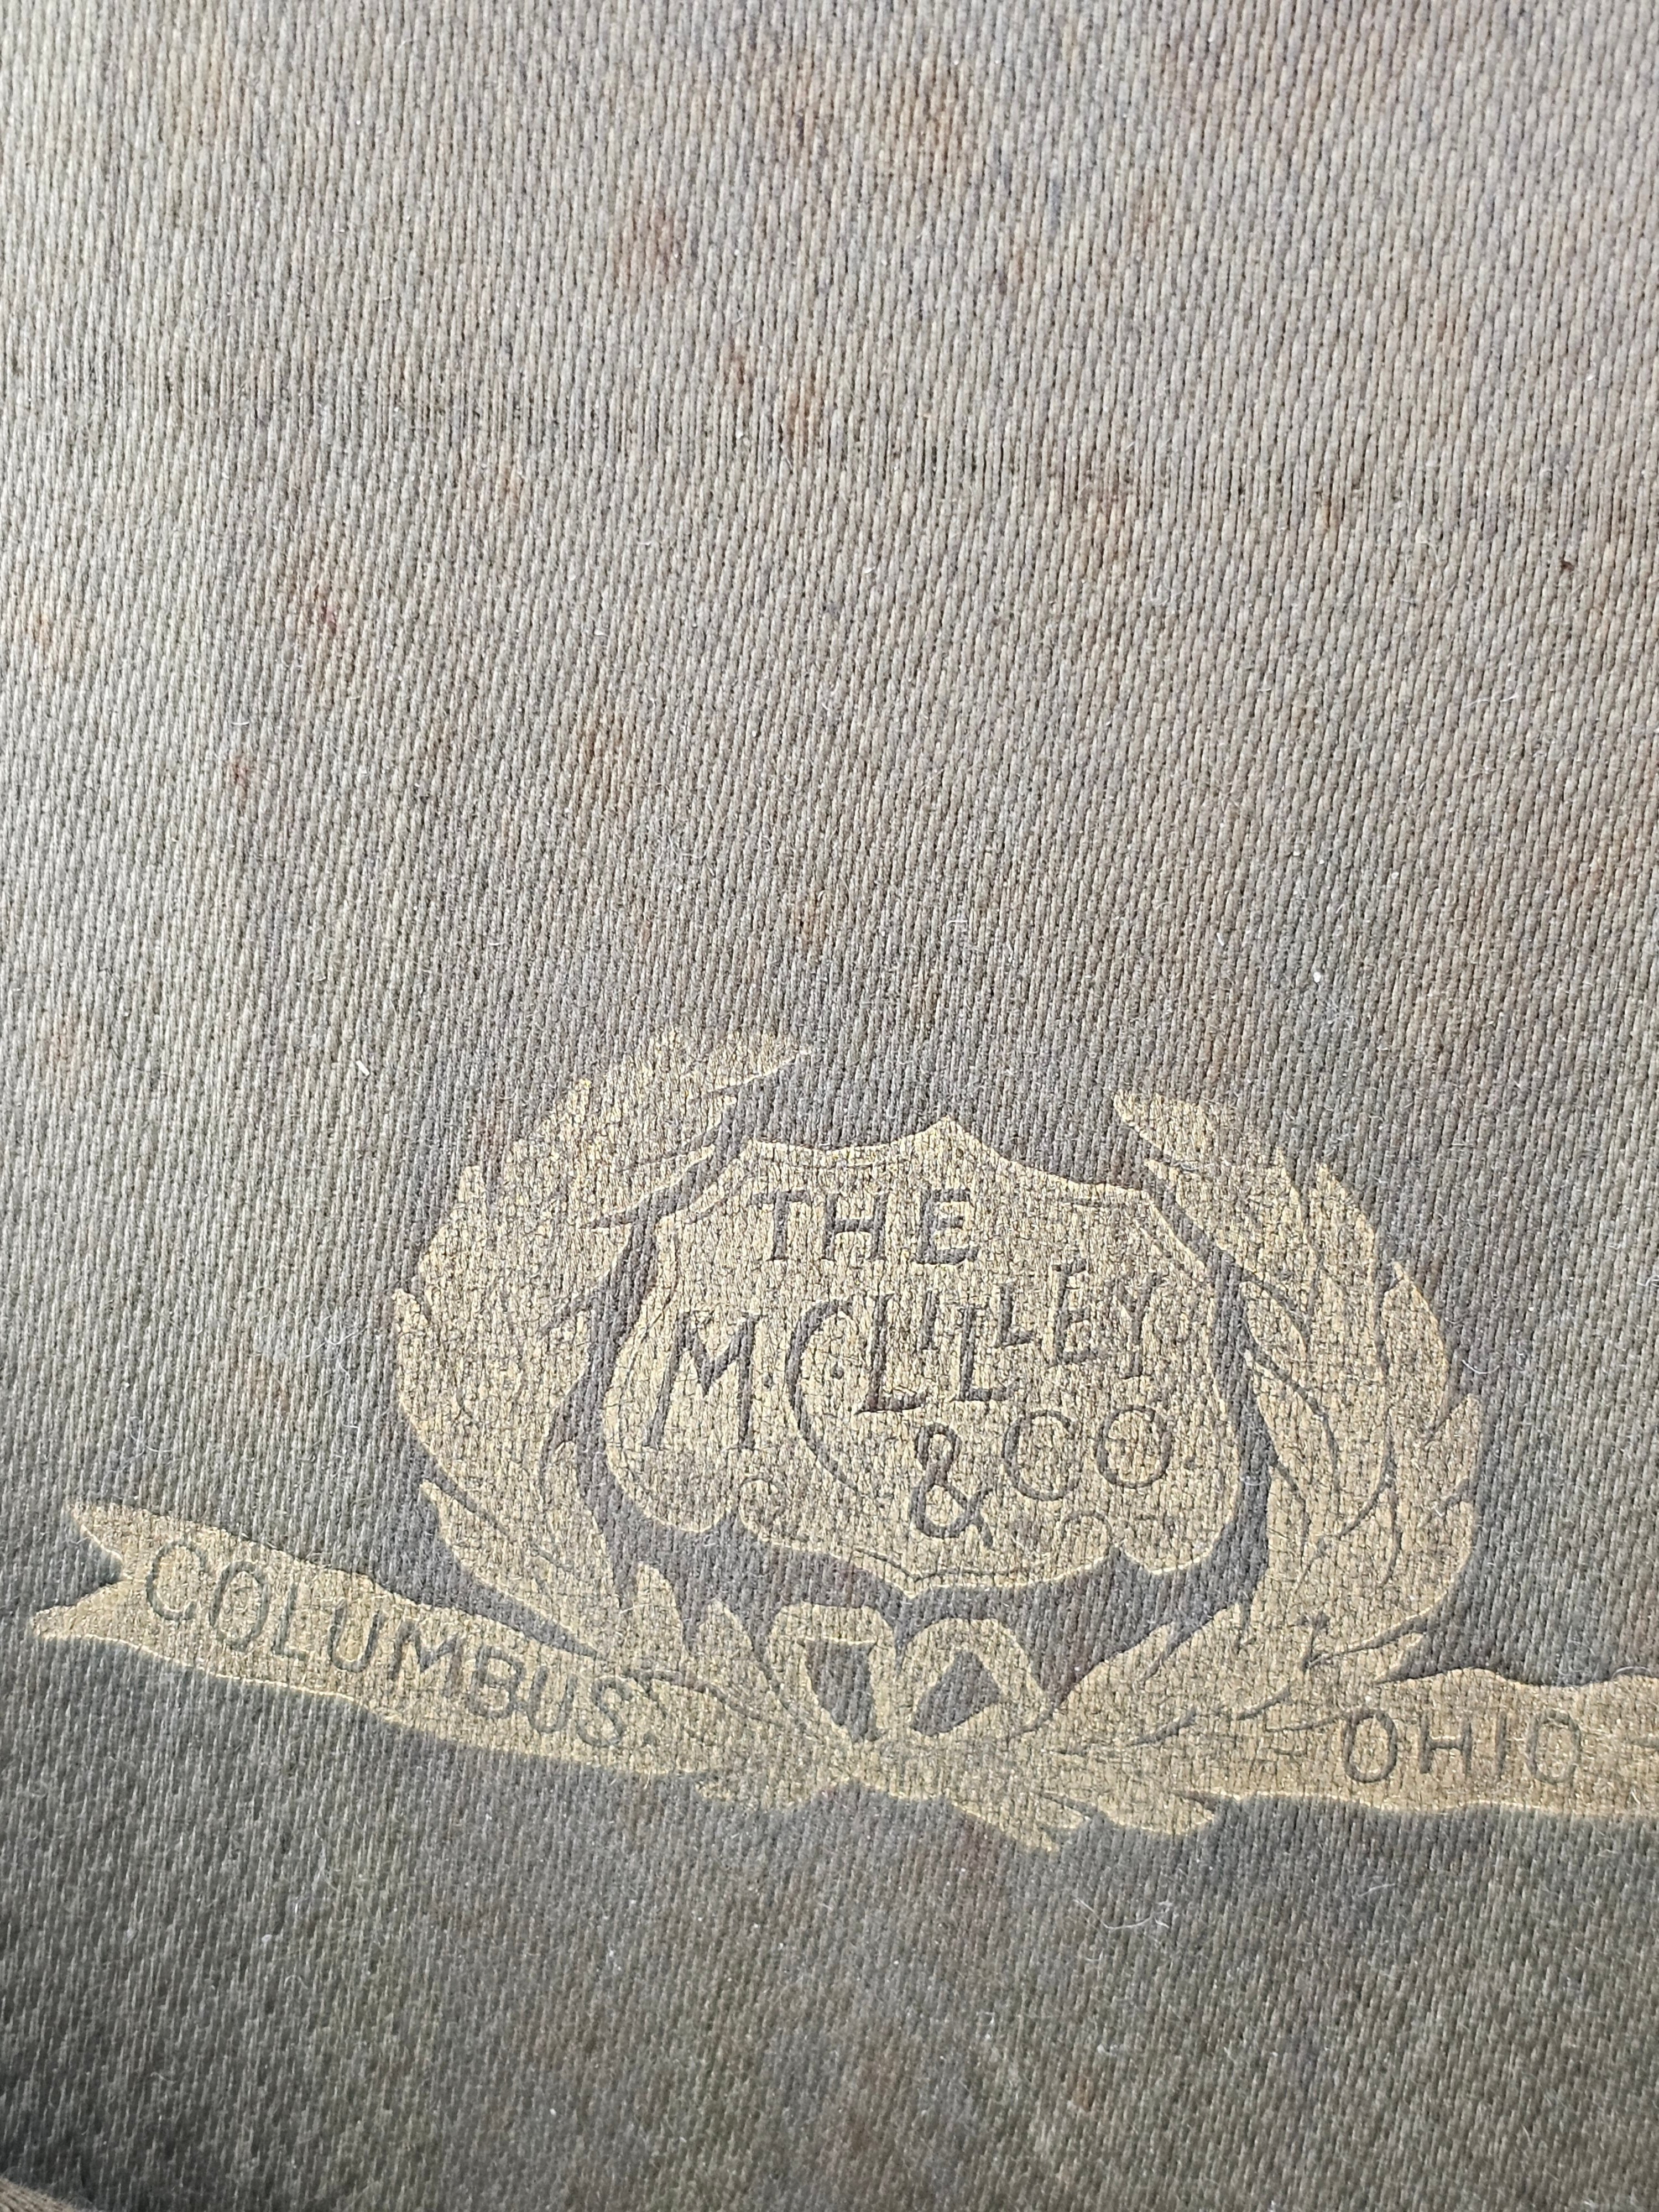 THE
M.C. LILLEY
& CO.
COLUMBUS.
OHIO